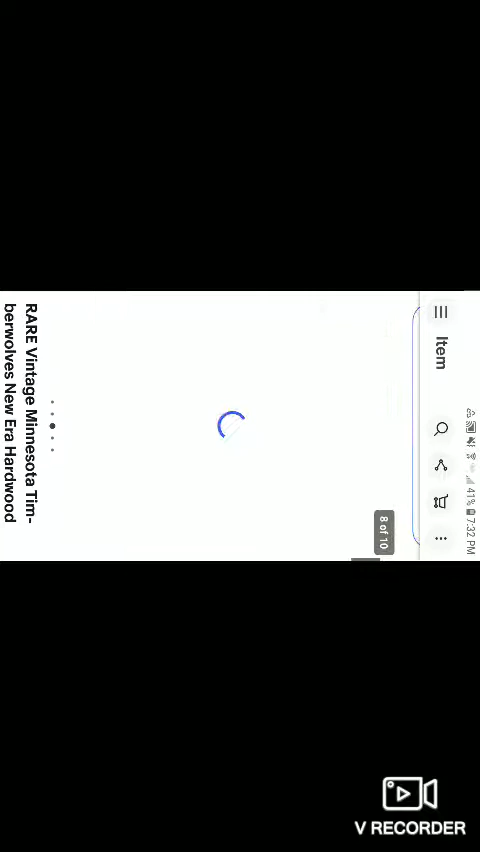 41% 7:32 PM
Item
8 of 10
RARE Vintage Minnesota Tim-
berwolves New Era Hardwood
V RECORDER